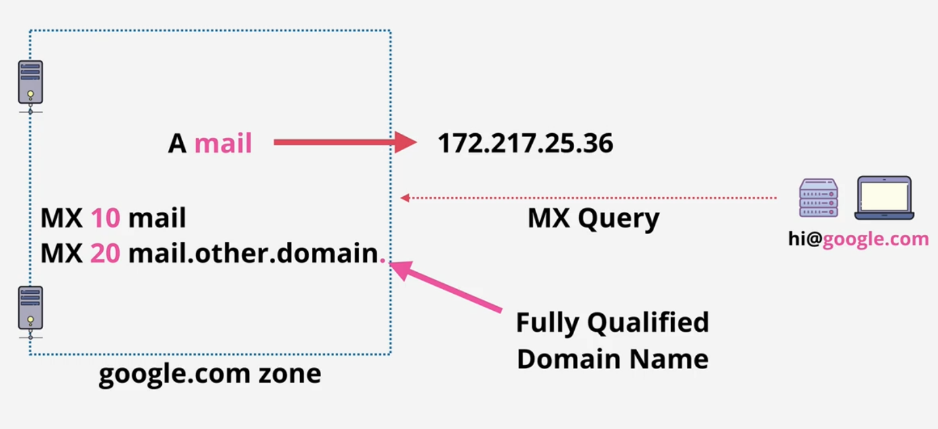 A mail
172.217.25.36
MX 10 mail
MX Query
MX 20 mail.other.domain.
hi@google.com
Fully Qualified
Domain Name
google.com zone